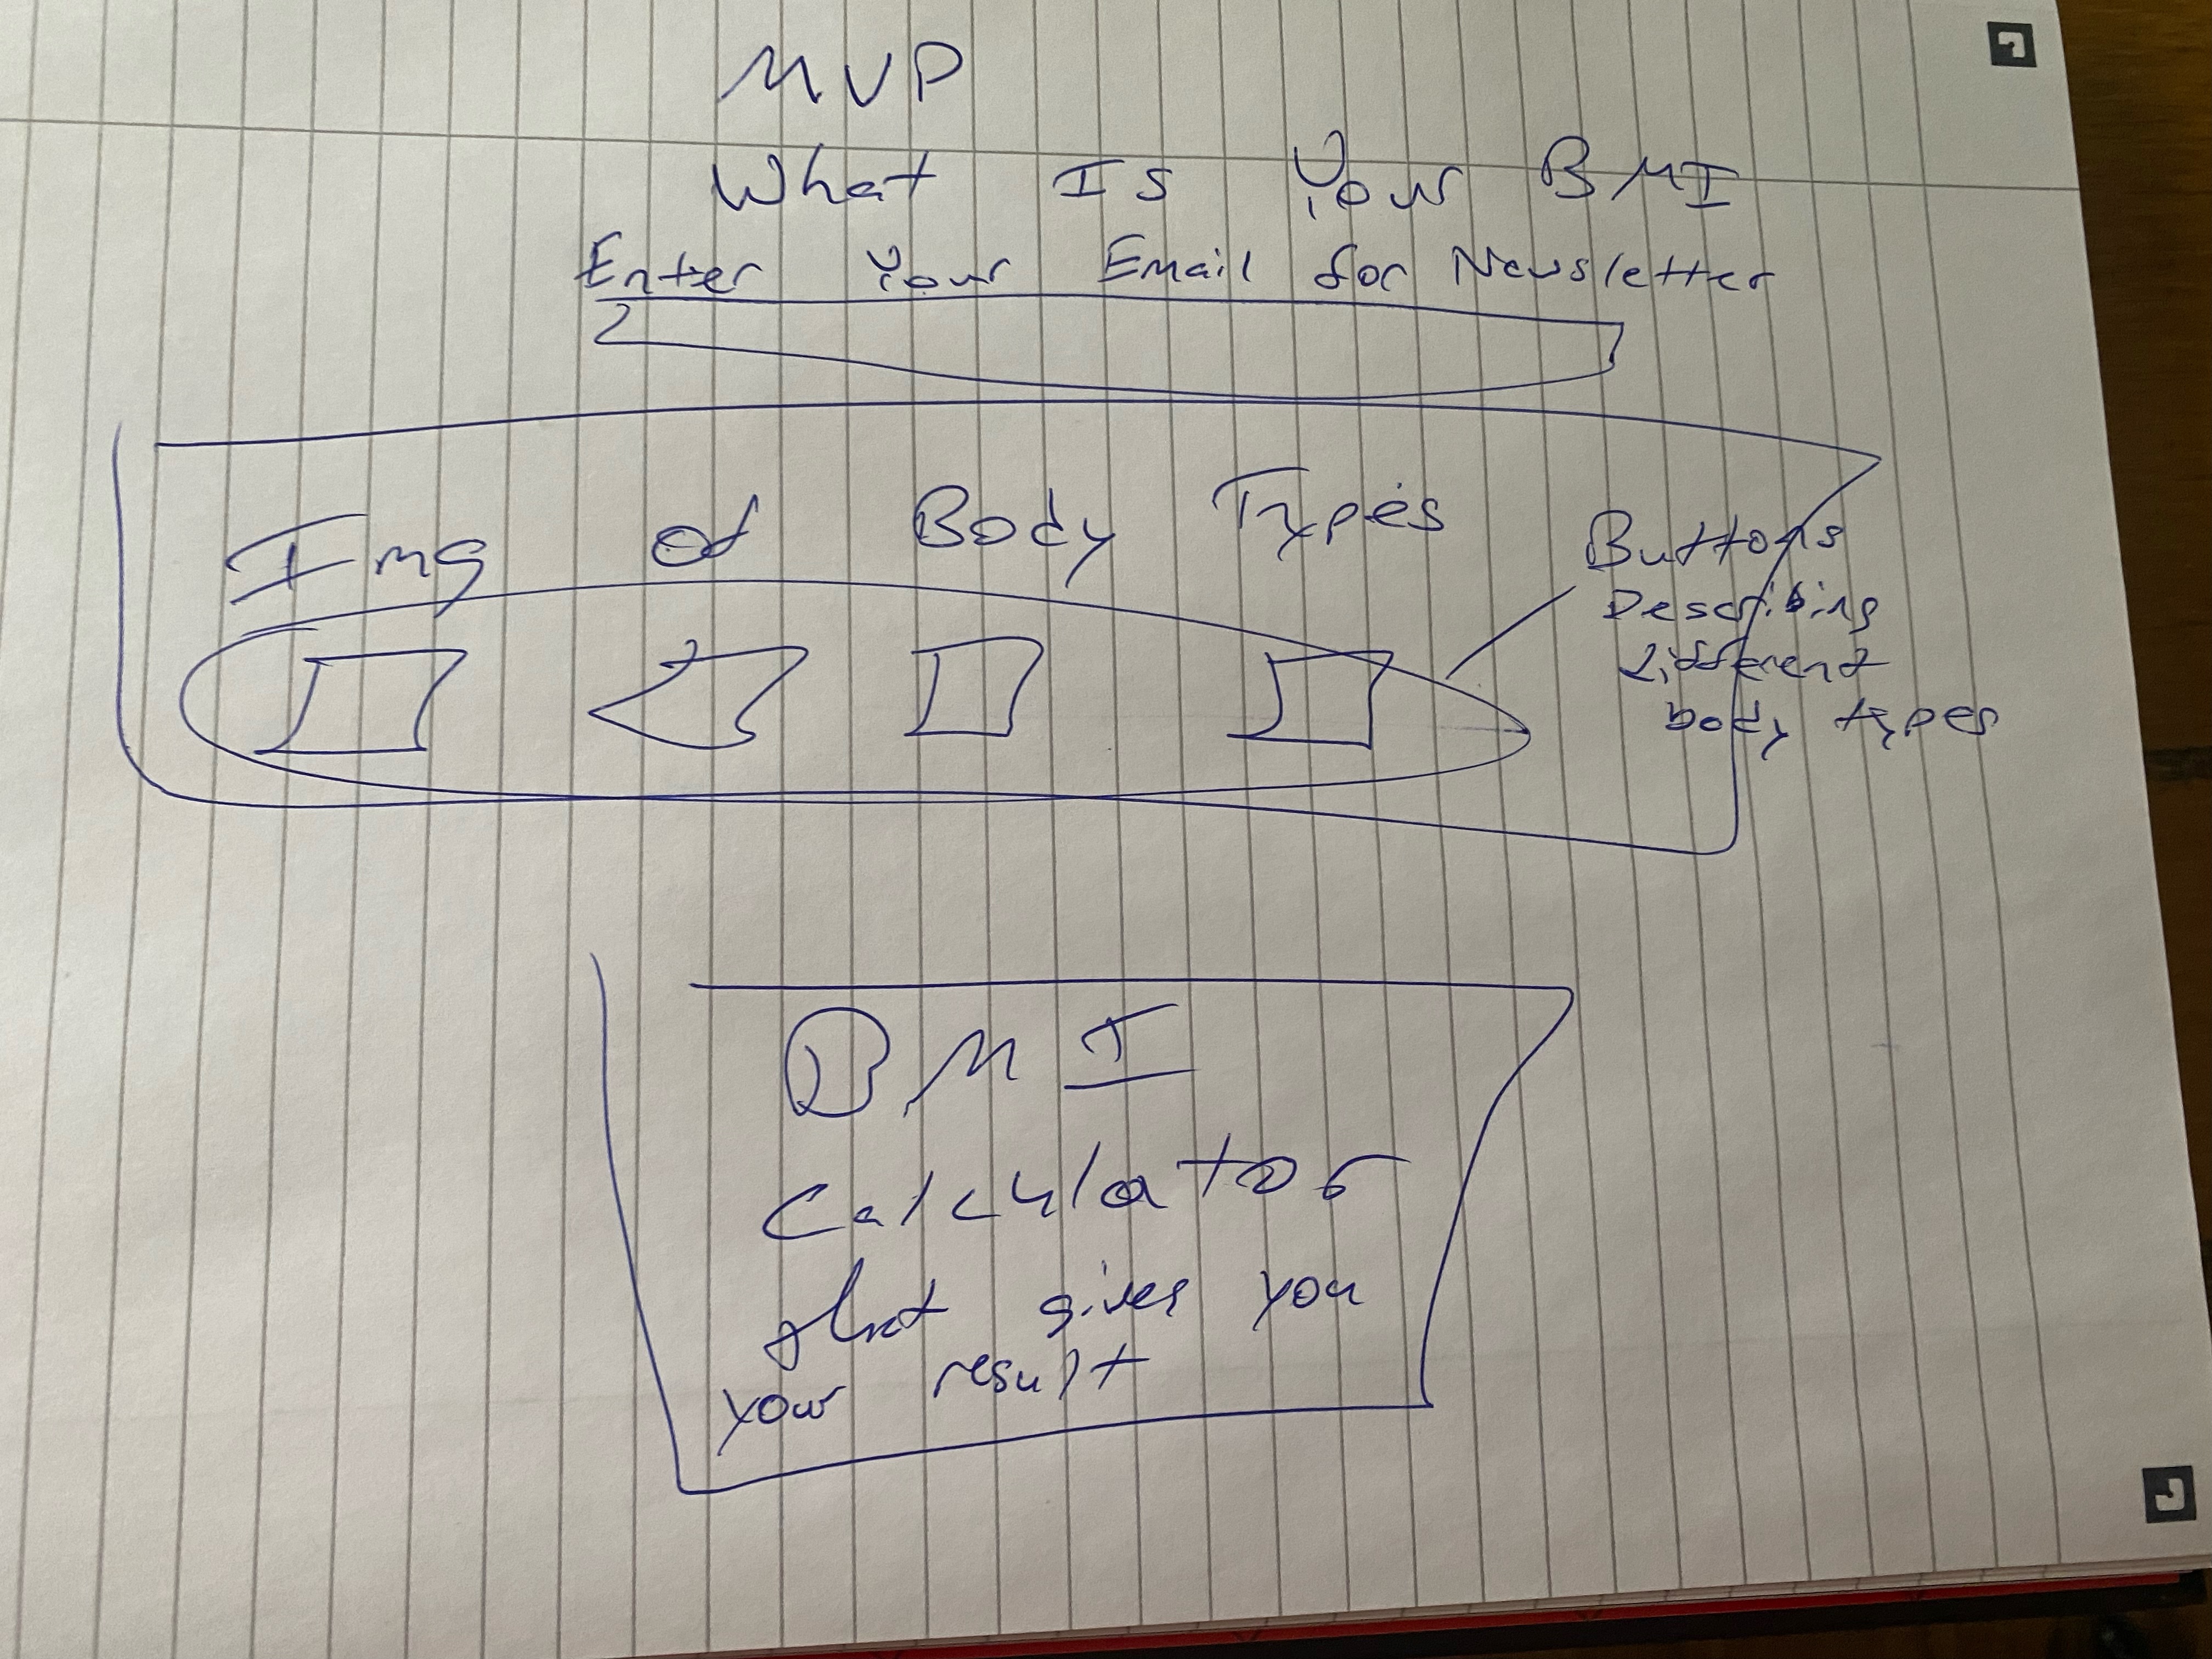 MVP
What Is Your BMI
Enter Your Email for Newsletter
Img of Body Types
Buttons
Describing
different
body types
BMI
Calculator
that gives you
your result